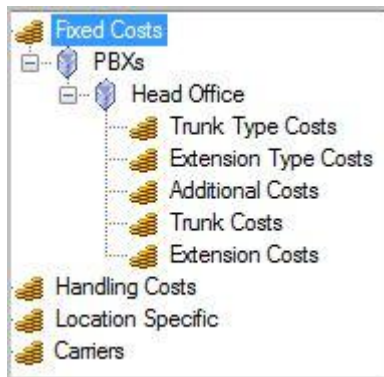 Fixed Costs
PBXs
Head Office
Trunk Type Costs
Extension Type Costs
Additional Costs
Trunk Costs
Extension Costs
Handling Costs
Location Specific
Carriers